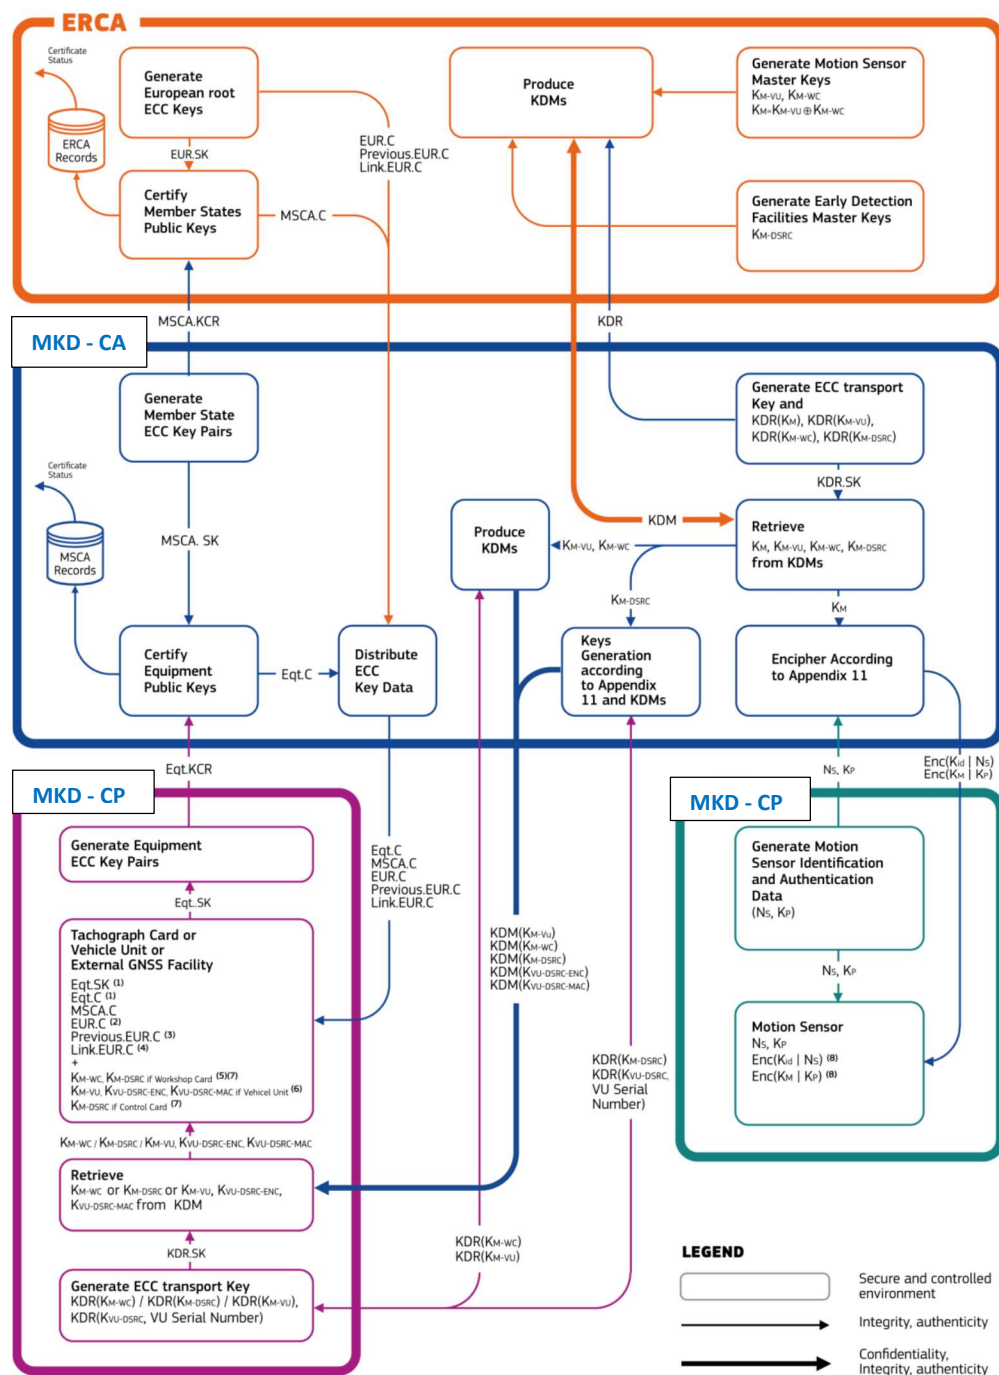 ERCA
Certificate
Status
ERCA
Records
Generate
European root
ECC Keys
EUR.SK
Certify
Member States
Public Keys
MSCA.C
EUR.C
Previous.EUR.C
Link.EUR.C
Produce
KDMs
Generate Motion Sensor
Master Keys
KM-VU, KM-WC
KM=KM-VU ⊕ KM-WC
Generate Early Detection
Facilities Master Keys
KM-DSRC
MSCA.KCR
KDR
MKD - CA
Generate
Member State
ECC Key Pairs
Certificate
Status
MSCA
Records
MSCA. SK
Certify
Equipment
Public Keys
Eqt.C
Distribute
ECC
Key Data
Produce
KDMs
KM-VU, KM-WC
KDM
KM-DSRC
Keys
Generation
according
to Appendix
11 and KDMs
Generate ECC transport
Key and
KDR(KM), KDR(KM-VU),
KDR(KM-WC), KDR(KM-DSRC)
KDR.SK
Retrieve
KM, KM-VU, KM-WC, KM-DSRC
from KDMs
KM
Encipher According
to Appendix 11
Eqt.KCR
NS, KP
Enc(Kid | NS)
Enc(KM | KP)
MKD - CP
Generate Equipment
ECC Key Pairs
Eqt..SK
Tachograph Card or
Vehicle Unit or
External GNSS Facility
Eqt.SK (1)
Eqt.C (1)
MSCA.C
EUR.C (2)
Previous.EUR.C (3)
Link.EUR.C (4)
+
KM-WC, KM-DSRC if Workshop Card (5)(7)
KM-VU, KVU-DSRC-ENC, KVU-DSRC-MAC if Vehicel Unit (6)
KM-DSRC if Control Card (7)
KM-WC / KM-DSRC / KM-VU, KVU-DSRC-ENC, KVU-DSRC-MAC
Retrieve
KM-WC or KM-DSRC or KM-VU, KVU-DSRC-ENC,
KVU-DSRC-MAC from KDM
KDR.SK
Generate ECC transport Key
KDR(KM-WC) / KDR(KM-DSRC) / KDR(KM-VU),
KDR(KVU-DSRC, VU Serial Number)
Eqt.C
MSCA.C
EUR.C
Previous.EUR.C
Link.EUR.C
KDM(KM-Vu)
KDM(KM-WC)
KDM(KM-DSRC)
KDM(KVU-DSRC-ENC)
KDM(KVU-DSRC-MAC)
KDR(KM-DSRC)
KDR(KVU-DSRC,
VU Serial
Number)
KDR(KM-WC)
KDR(KM-VU)
MKD - CP
Generate Motion
Sensor Identification
and Authentication
Data
(NS, KP)
NS, KP
Motion Sensor
NS, KP
Enc(Kid | NS) (8)
Enc(KM | KP) (8)
LEGEND
Secure and controlled
environment
Integrity, authenticity
Confidentiality,
Integrity, authenticity